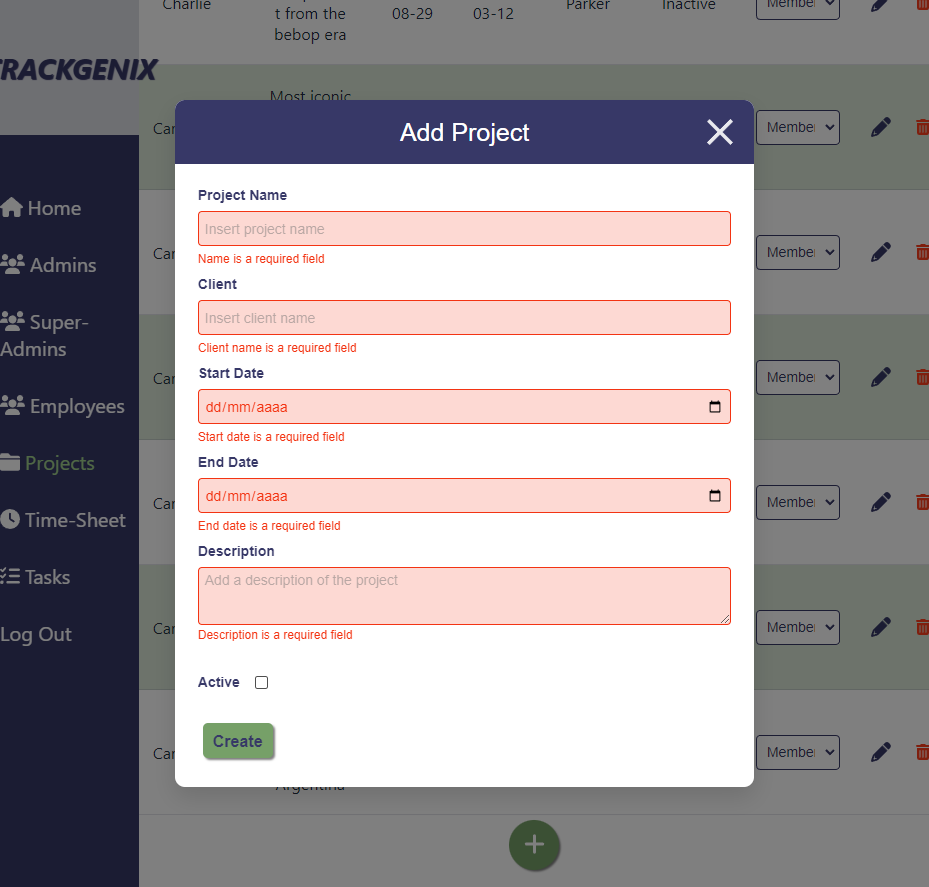 Charlie
t from the
bebop era
08-29
03-12
Parker
Inactive
Member
TRACKGENIX
Most iconic
Member
Add Project
Home
Admins
Super-
Admins
Employees
Projects
Time-Sheet
Tasks
Log Out
Project Name
Insert project name
Name is a required field
Client
Insert client name
Client name is a required field
Start Date
dd/mm/aaaa
Start date is a required field
End Date
dd/mm/aaaa
End date is a required field
Description
Add a description of the project
Description is a required field
Active
Create
Car
Car
Car
Car
Car
Car
Member
Member
Member
Member
Member
Argentina